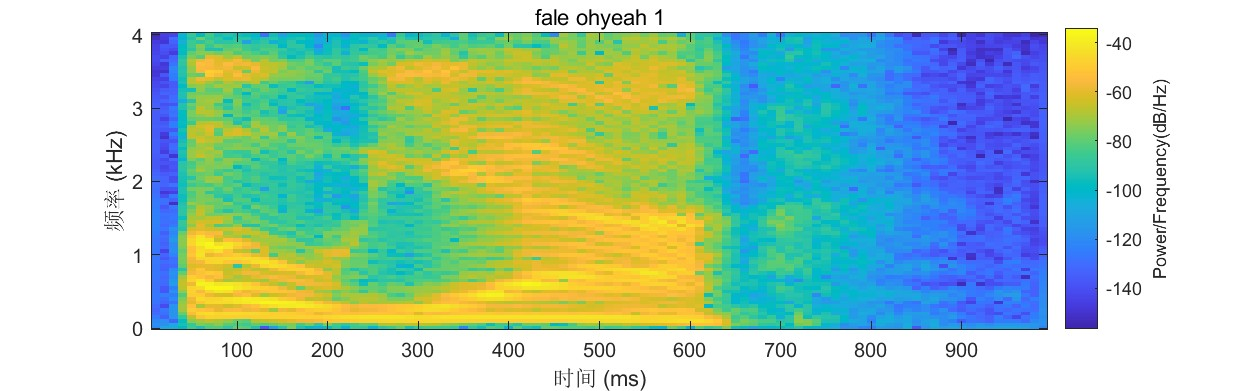 fale ohyeah 1
4
3
2
1
0
频率 (kHz)
100 200 300 400 500 600 700 800 900
时间 (ms)
-40
-60
-80
-100
-120
-140
Power/Frequency(dB/Hz)